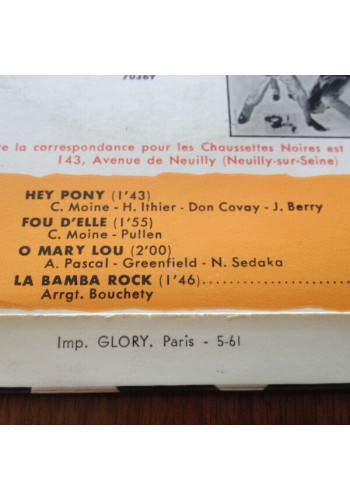 70369
te la correspondance pour les Chaussettes Noires est
143, Avenue de Neuilly (Neuilly-sur-Seine)
HEY PONY (1'43)
C. Moine - H. Ithier - Don Covay - J. Berry
FOU D'ELLE (1'55)
C. Moine - Pullen
O MARY LOU (2'00)
A. Pascal - Greenfield - N. Sedaka
LA BAMBA ROCK (1'46)
Arrgt. Bouchety
Imp. GLORY. Paris - 5-61